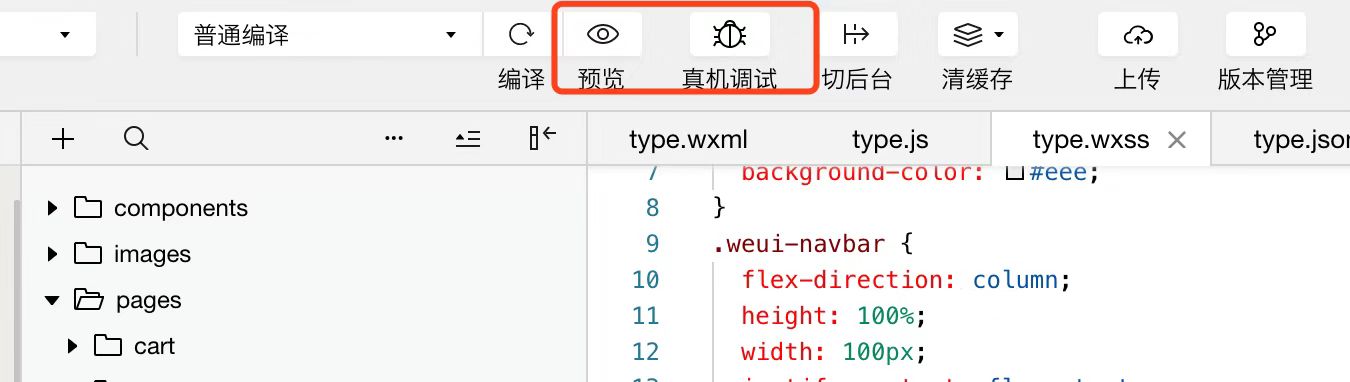 普通编译
编译 预览 真机调试 切后台 清缓存 上传 版本管理
type.wxml type.js type.wxss type.json
7 background-color: #eee;
8 }
components
9 .weui-navbar {
images
10 flex-direction: column;
pages
11 height: 100%;
cart
12 width: 100px;